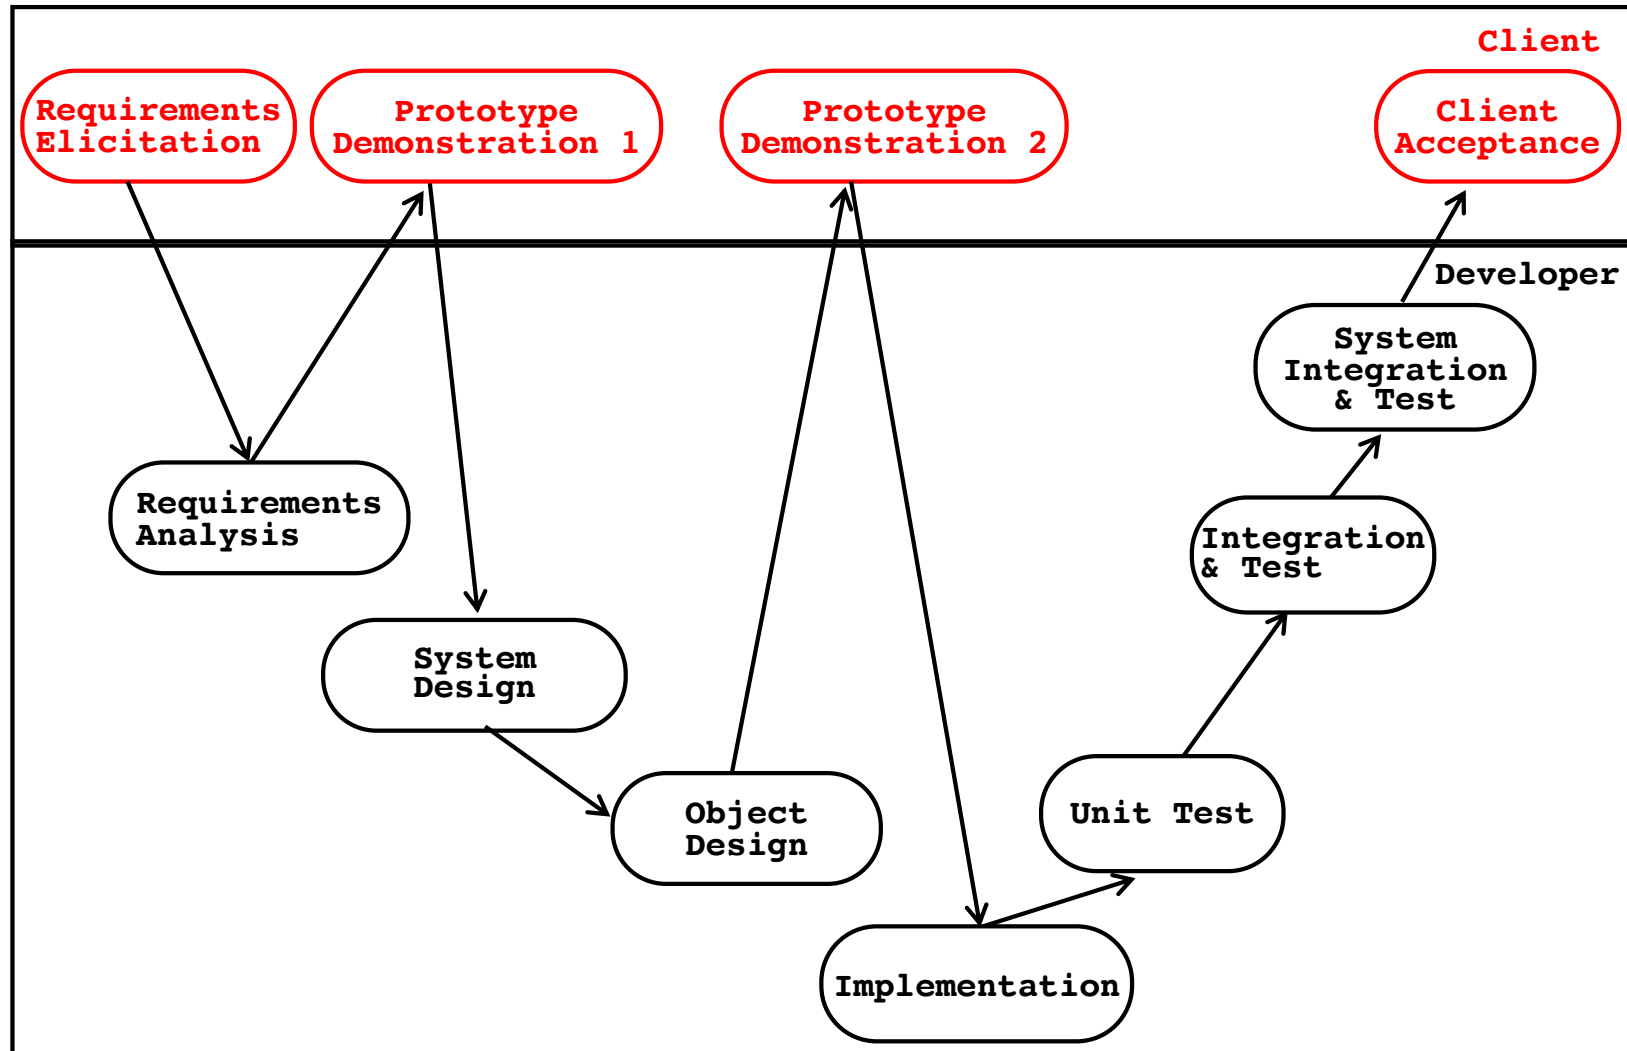 Client
Requirements
Elicitation
Prototype
Demonstration 1
Prototype
Demonstration 2
Client
Acceptance
Developer
System
Integration
& Test
Requirements
Analysis
Integration
& Test
System
Design
Object
Design
Unit Test
Implementation